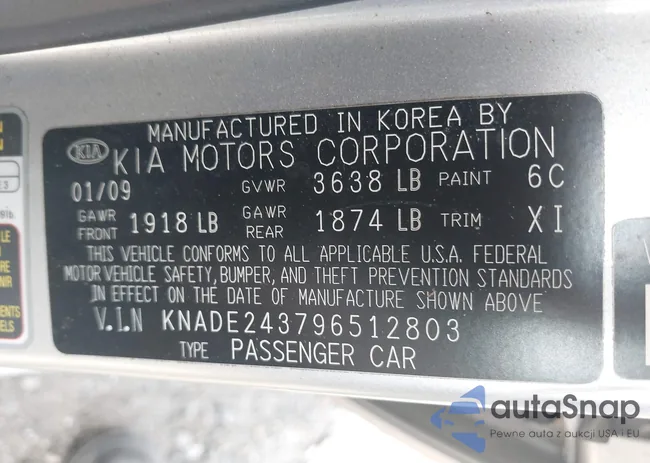 MANUFACTURED IN KOREA BY
KIA KIA MOTORS CORPORATION
01/09 GVWR 3638 LB PAINT 6C
GAWR FRONT 1918 LB GAWR REAR 1874 LB TRIM XI
THIS VEHICLE CONFORMS TO ALL APPLICABLE U.S.A. FEDERAL
MOTOR VEHICLE SAFETY, BUMPER, AND THEFT PREVENTION STANDARDS
IN EFFECT ON THE DATE OF MANUFACTURE SHOWN ABOVE
V.I.N KNADE243796512803
TYPE PASSENGER CAR
autoSnap
Pewne auta z aukcji USA i EU